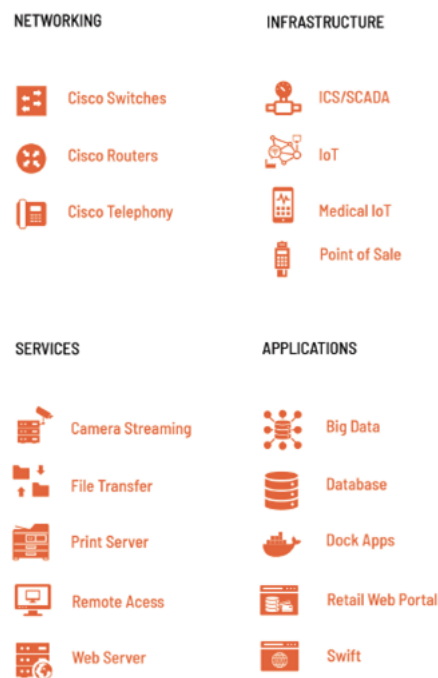 NETWORKING
Cisco Switches
Cisco Routers
Cisco Telephony
INFRASTRUCTURE
ICS/SCADA
IoT
Medical IoT
Point of Sale
SERVICES
Camera Streaming
File Transfer
Print Server
Remote Acess
Web Server
APPLICATIONS
Big Data
Database
Dock Apps
Retail Web Portal
Swift